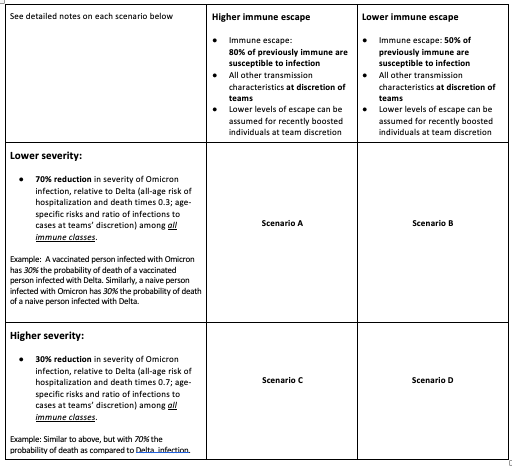 See detailed notes on each scenario below
Higher immune escape
• Immune escape:
80% of previously immune are
susceptible to infection
• All other transmission
characteristics at discretion of
teams
• Lower levels of escape can be
assumed for recently boosted
individuals at team discretion
Lower immune escape
• Immune escape: 50% of
previously immune are
susceptible to infection
• All other transmission
characteristics at discretion of
teams
• Lower levels of escape can be
assumed for recently boosted
individuals at team discretion
Lower severity:
• 70% reduction in severity of Omicron
infection, relative to Delta (all-age risk of
hospitalization and death times 0.3; age-
specific risks and ratio of infections to
cases at teams’ discretion) among all
immune classes.
Example: A vaccinated person infected with Omicron
has 30% the probability of death of a vaccinated
person infected with Delta. Similarly, a naive person
infected with Omicron has 30% the probability of death
of a naive person infected with Delta.
Scenario A
Scenario B
Higher severity:
• 30% reduction in severity of Omicron
infection, relative to Delta (all-age risk of
hospitalization and death times 0.7; age-
specific risks and ratio of infections to
cases at teams’ discretion) among all
immune classes.
Example: Similar to above, but with 70% the
probability of death as compared to Delta infection.
Scenario C
Scenario D